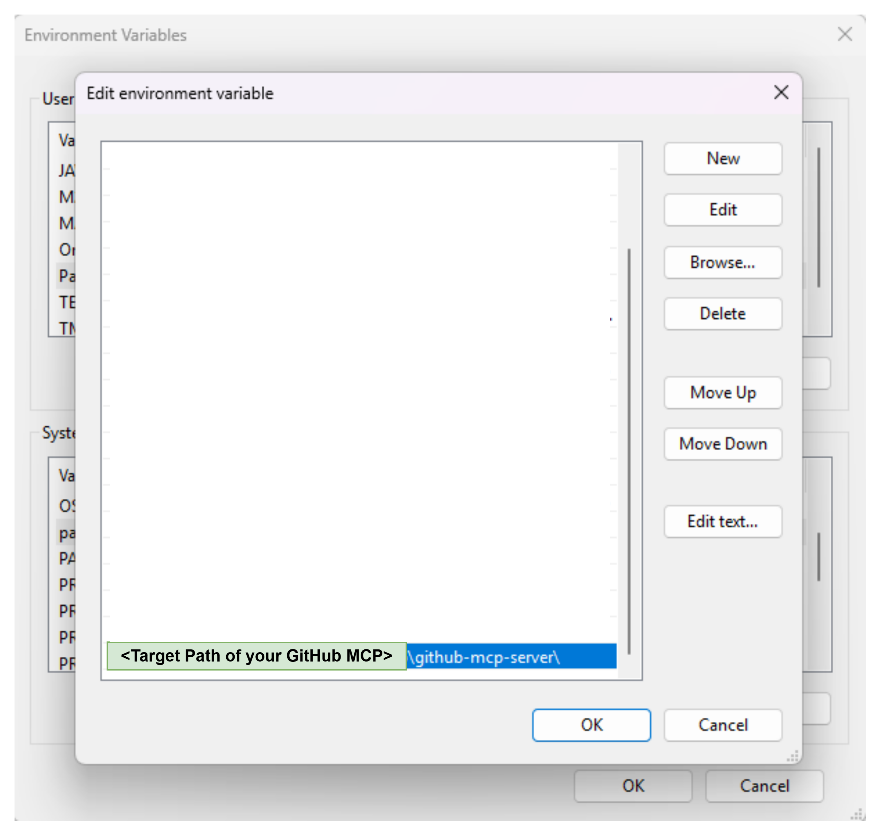 Environment Variables
Edit environment variable
User
Va
JA
M
M
Or
Pa
TE
TM
New
Edit
Browse...
Delete
Move Up
Move Down
Edit text...
Syste
Va
OS
pa
PA
PR
PR
PR
PR
<Target Path of your GitHub MCP> \github-mcp-server\
OK
Cancel
OK
Cancel